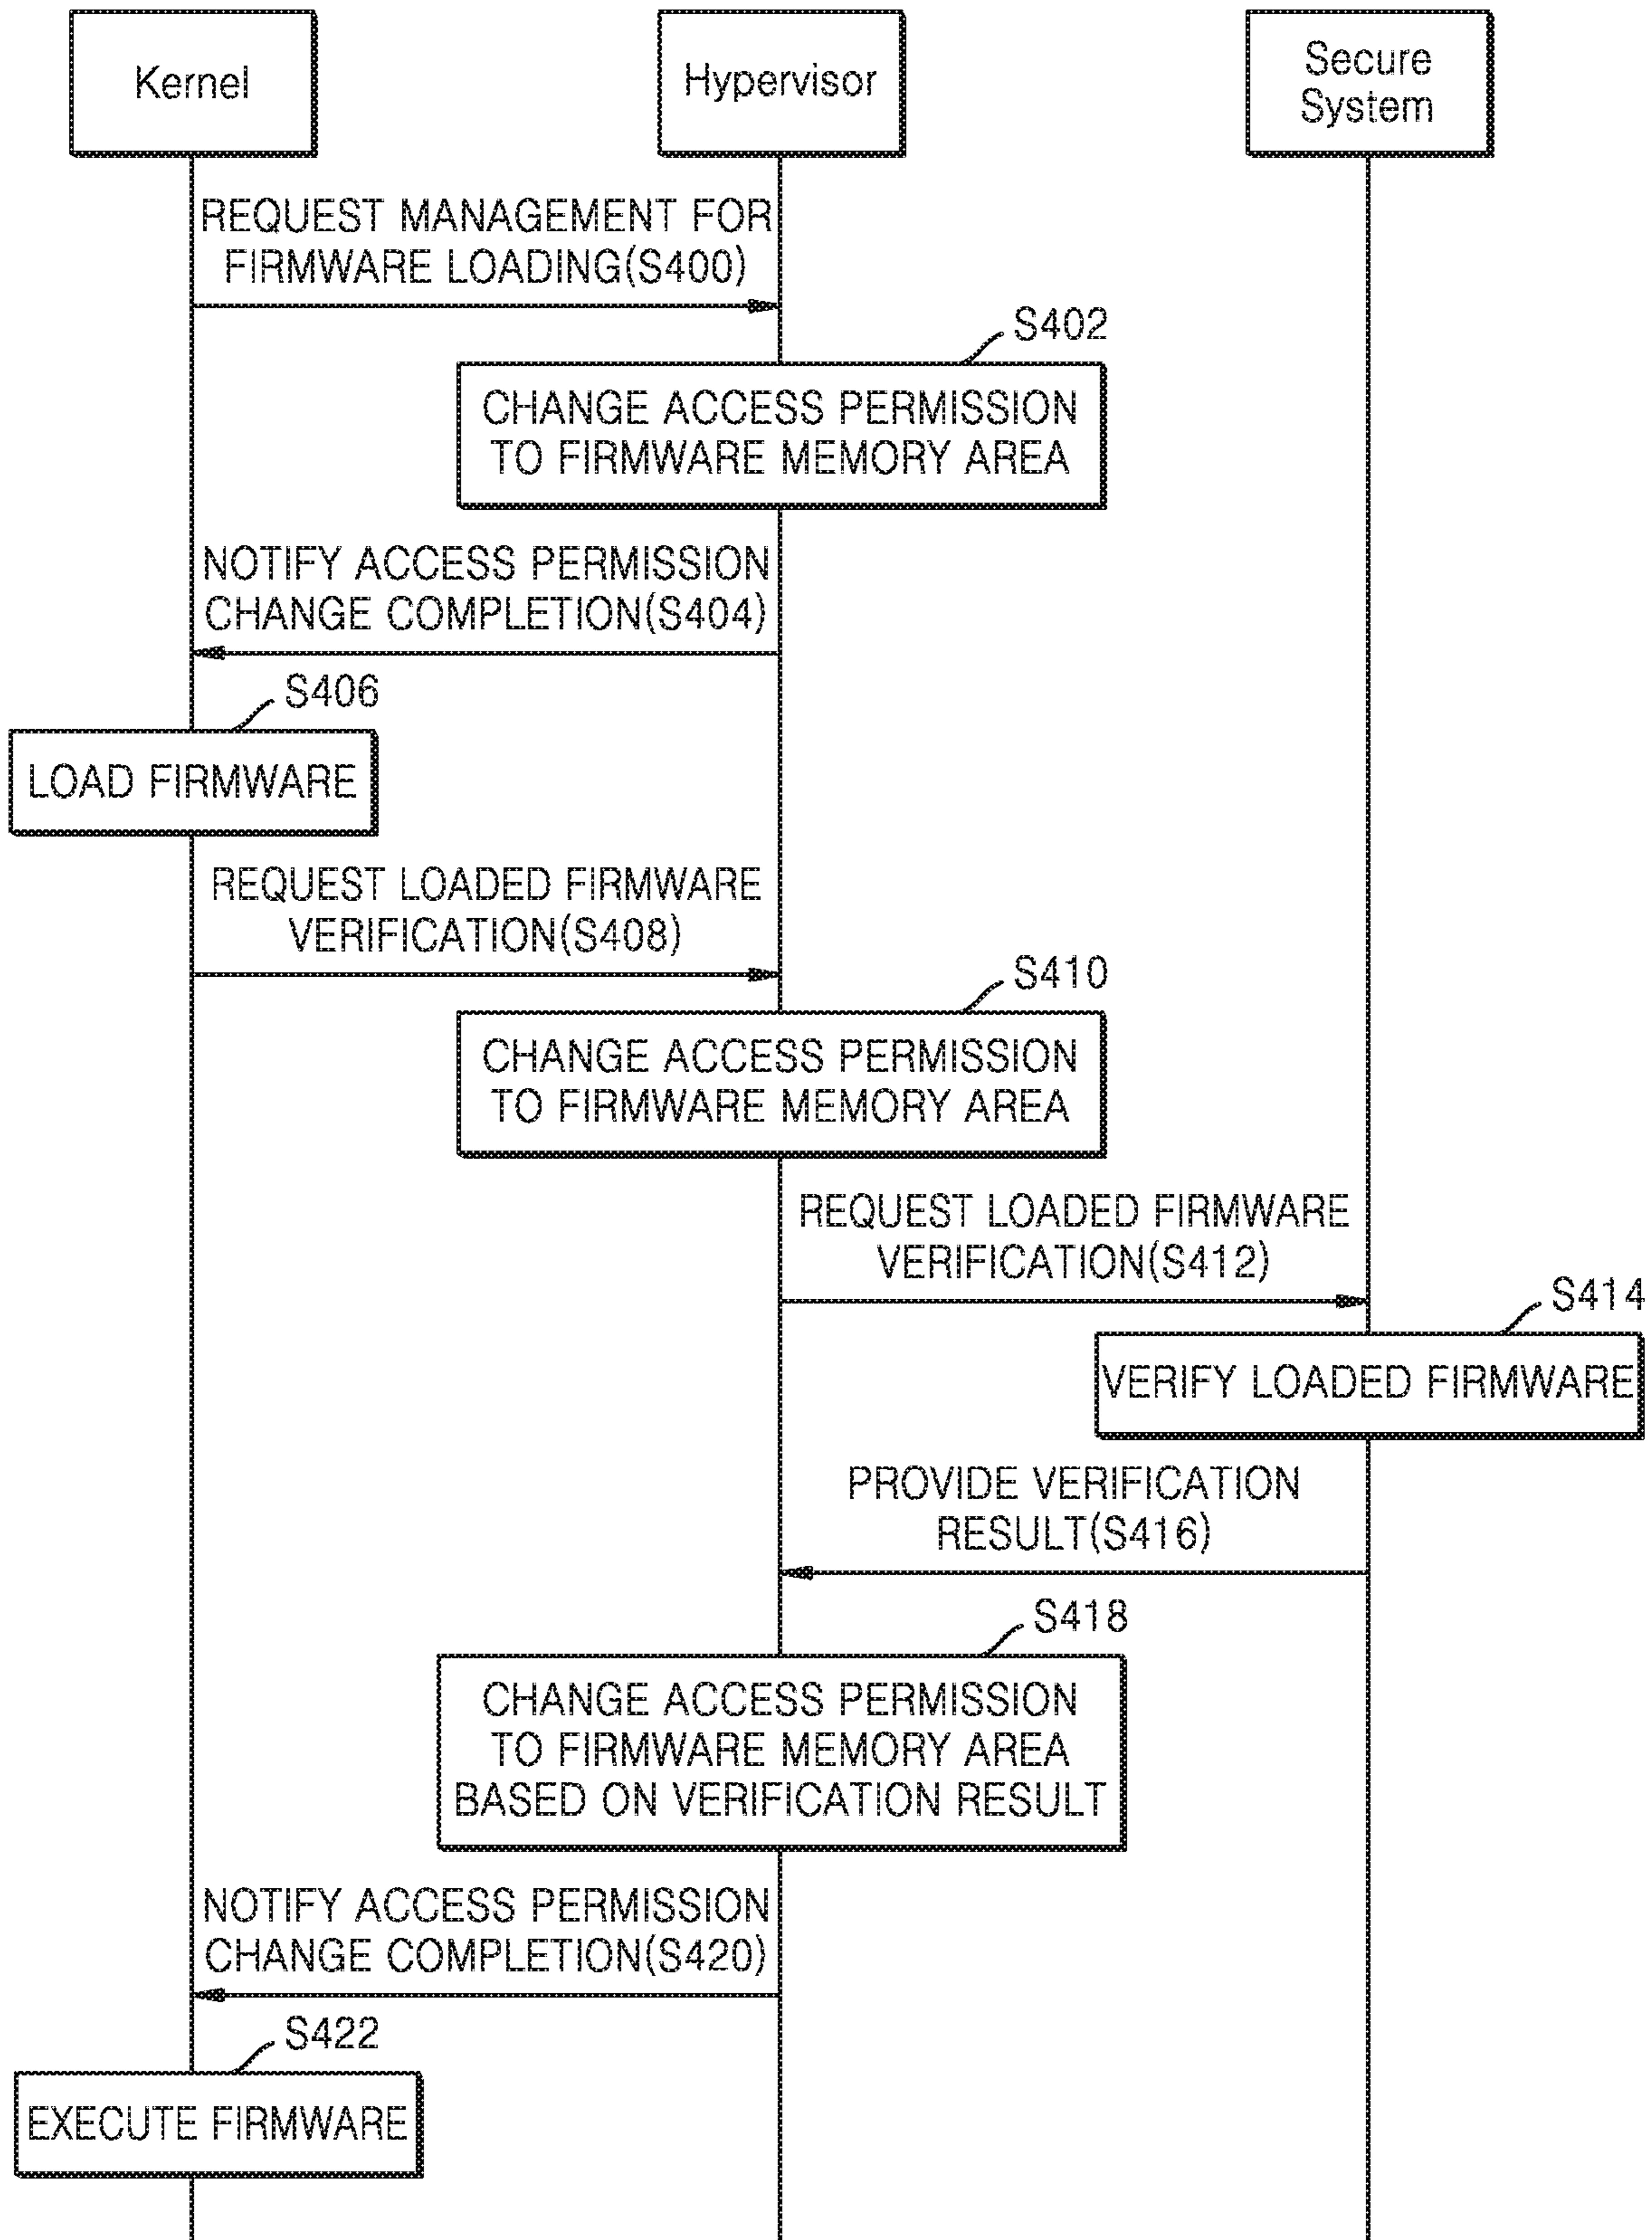 Kernel
Hypervisor
Secure
System
REQUEST MANAGEMENT FOR
FIRMWARE LOADING(S400)
S402
CHANGE ACCESS PERMISSION
TO FIRMWARE MEMORY AREA
NOTIFY ACCESS PERMISSION
CHANGE COMPLETION(S404)
S406
LOAD FIRMWARE
REQUEST LOADED FIRMWARE
VERIFICATION(S408)
S410
CHANGE ACCESS PERMISSION
TO FIRMWARE MEMORY AREA
REQUEST LOADED FIRMWARE
VERIFICATION(S412)
S414
VERIFY LOADED FIRMWARE
PROVIDE VERIFICATION
RESULT(S416)
S418
CHANGE ACCESS PERMISSION
TO FIRMWARE MEMORY AREA
BASED ON VERIFICATION RESULT
NOTIFY ACCESS PERMISSION
CHANGE COMPLETION(S420)
S422
EXECUTE FIRMWARE